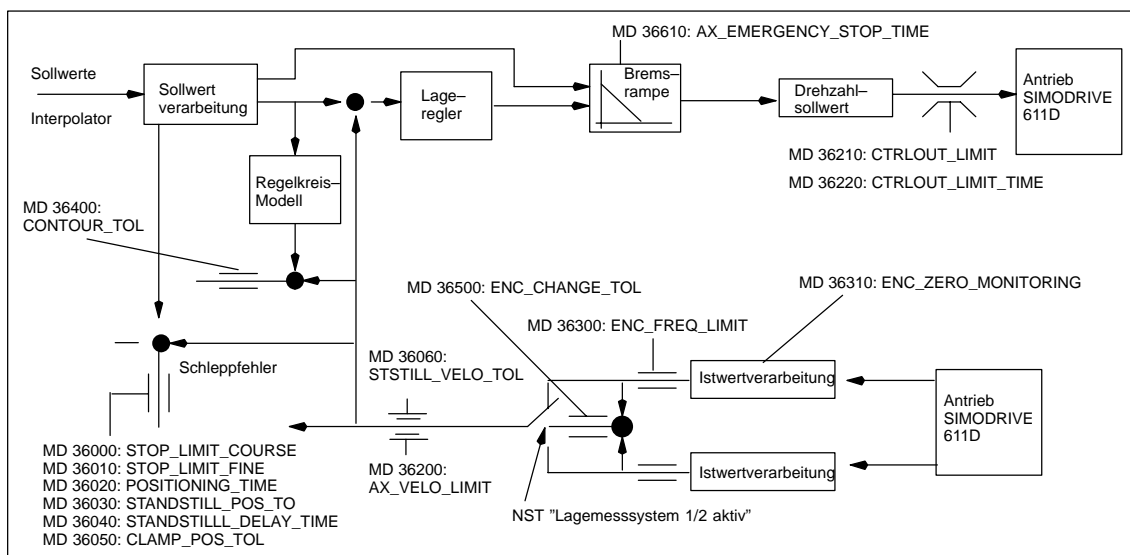 MD 36610: AX_EMERGENCY_STOP_TIME
Sollwerte
Interpolator
Sollwert
verarbeitung
Lage–
regler
Brems–
rampe
Drehzahl–
sollwert
Antrieb
SIMODRIVE
611D
MD 36210: CTRLOUT_LIMIT
MD 36220: CTRLOUT_LIMIT_TIME
Regelkreis–
Modell
MD 36400:
CONTOUR_TOL
MD 36500: ENC_CHANGE_TOL
MD 36310: ENC_ZERO_MONITORING
MD 36300: ENC_FREQ_LIMIT
Schleppfehler
MD 36060:
STSTILL_VELO_TOL
Istwertverarbeitung
Antrieb
SIMODRIVE
611D
MD 36000: STOP_LIMIT_COURSE
MD 36010: STOP_LIMIT_FINE
MD 36020: POSITIONING_TIME
MD 36030: STANDSTILL_POS_TO
MD 36040: STANDSTILLL_DELAY_TIME
MD 36050: CLAMP_POS_TOL
MD 36200:
AX_VELO_LIMIT
Istwertverarbeitung
NST ”Lagemesssystem 1/2 aktiv”